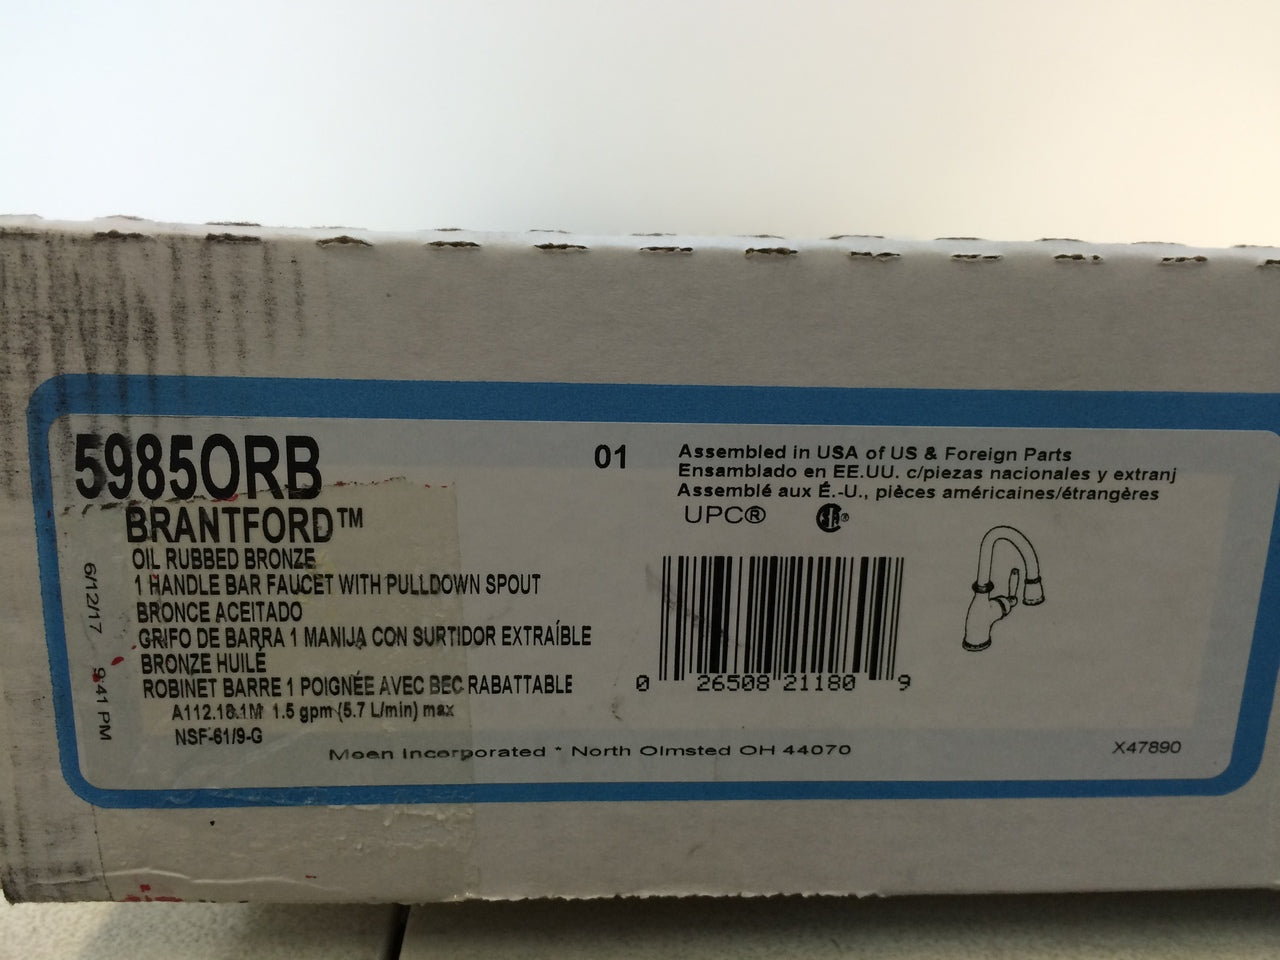 5985ORB
BRANTFORD™
OIL RUBBED BRONZE
1 HANDLE BAR FAUCET WITH PULLDOWN SPOUT
BRONCE ACEITADO
GRIFO DE BARRA 1 MANIJA CON SURTIDOR EXTRAÍBLE
BRONZE HUILÉ
ROBINET BARRE 1 POIGNÉE AVEC BEC RABATTABLE
A112.18.1M 1.5 gpm (5.7 L/min) max
NSF-61/9-G
6/12/17 9:41 PM
01
Assembled in USA of US & Foreign Parts
Ensamblado en EE.UU. c/piezas nacionales y extranj
Assemblé aux É.-U., pièces américaines/étrangères
UPC® SA®
0 26508 21180 9
Moen Incorporated * North Olmsted OH 44070
X47890